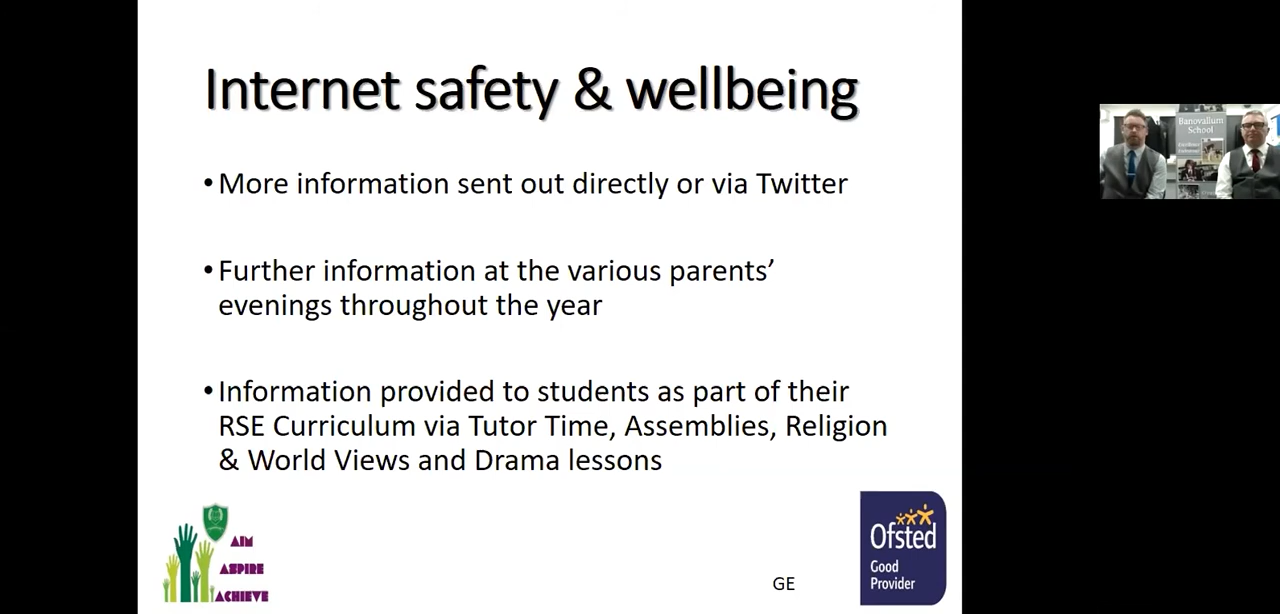 Internet safety & wellbeing
• More information sent out directly or via Twitter
• Further information at the various parents’
evenings throughout the year
• Information provided to students as part of their
RSE Curriculum via Tutor Time, Assemblies, Religion
& World Views and Drama lessons
AIM
ASPIRE
ACHIEVE
GE
Ofsted
Good
Provider
Banovallum
School